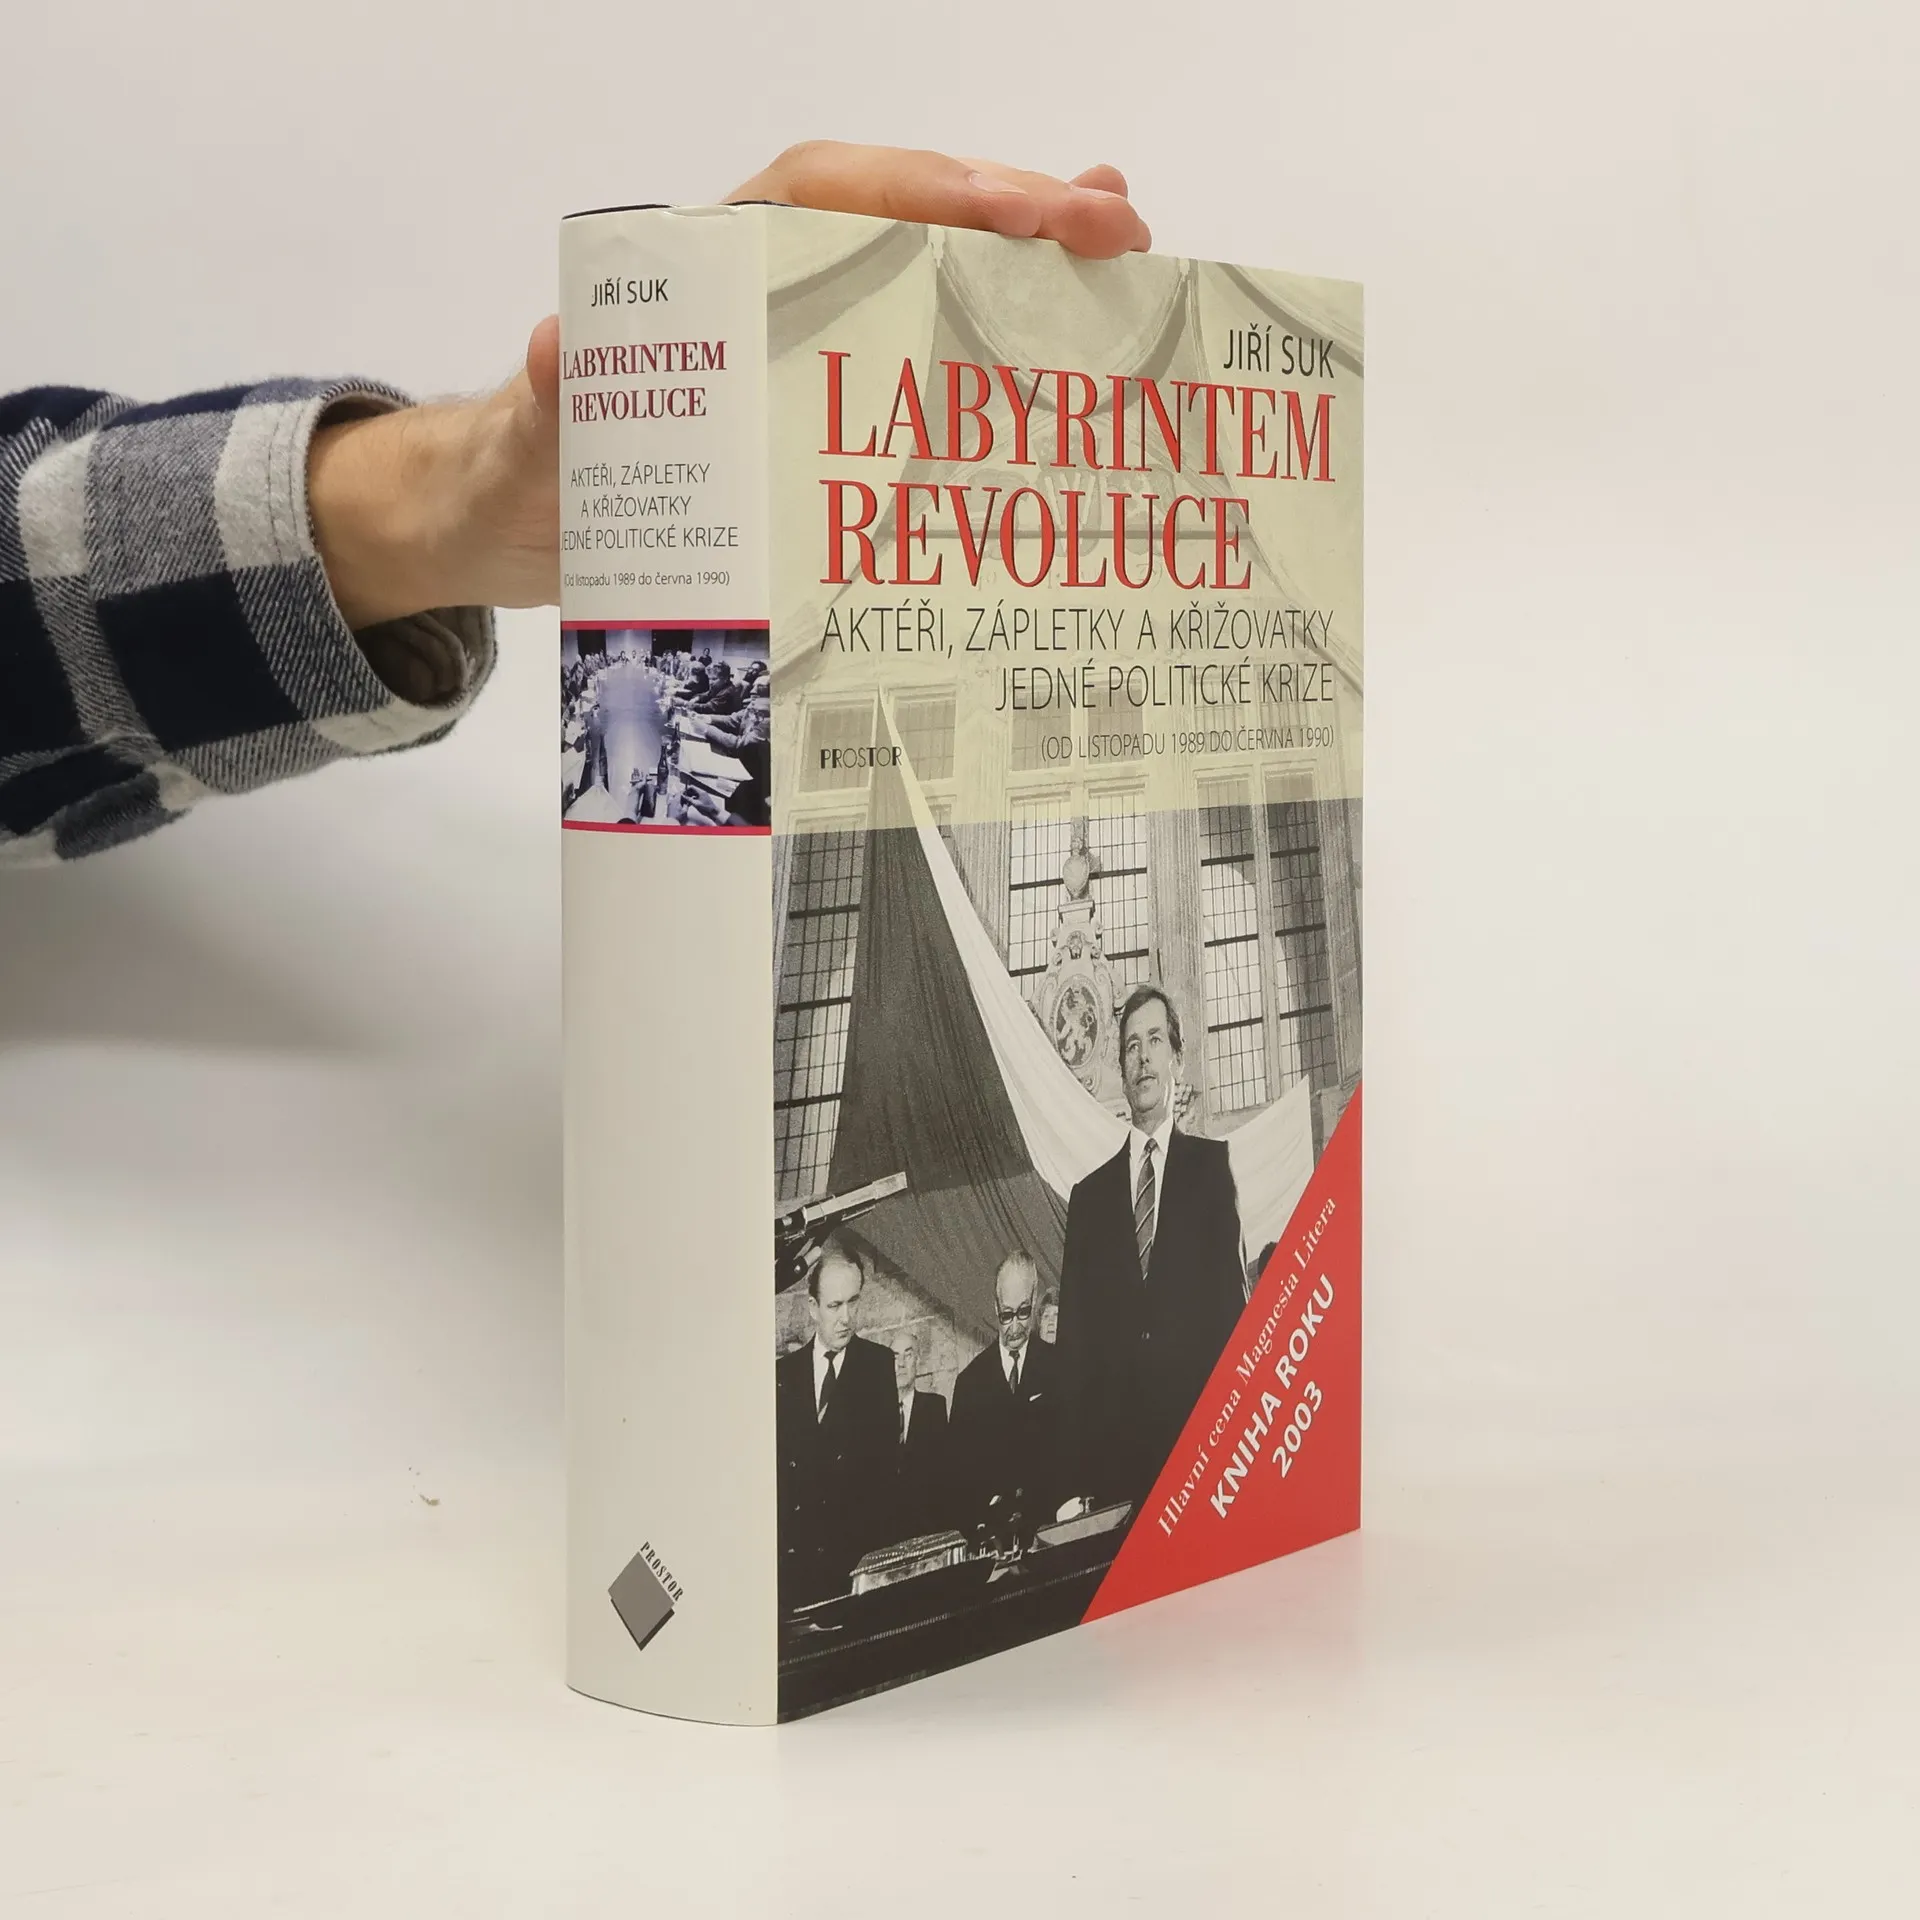 JIŘÍ SUK
LABYRINTEM
REVOLUCE
AKTÉŘI, ZÁPLETKY
A KŘIŽOVATKY
JEDNÉ POLITICKÉ KRIZE
(Od listopadu 1989 do června 1990)
PROSTOR
JIŘÍ SUK
LABYRINTEM
REVOLUCE
AKTÉŘI, ZÁPLETKY A KŘIŽOVATKY
JEDNÉ POLITICKÉ KRIZE
(OD LISTOPADU 1989 DO ČERVNA 1990)
PROSTOR
Hlavní cena Magnesia Litera
KNIHA ROKU
2003